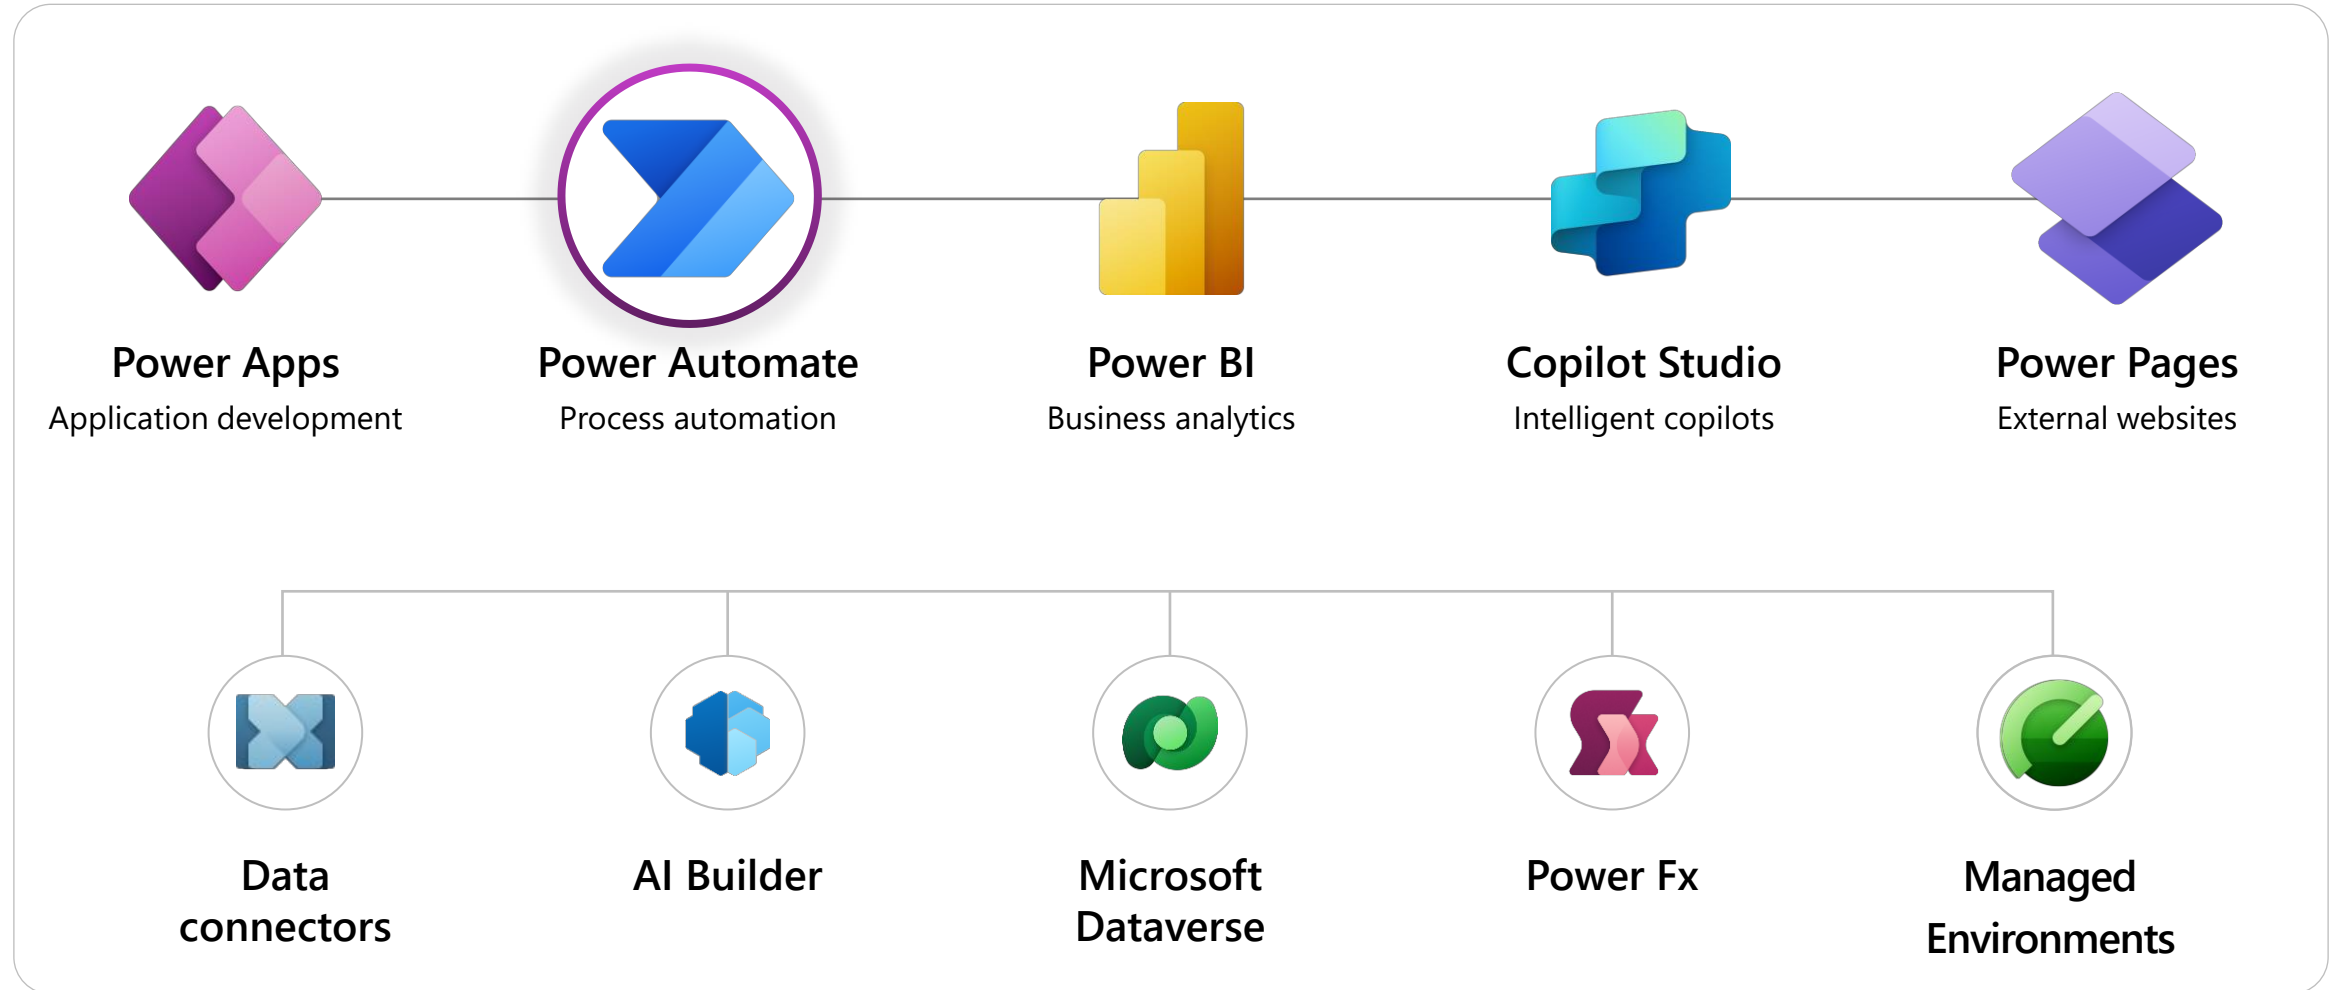 Power Apps
Application development
Power Automate
Process automation
Power BI
Business analytics
Copilot Studio
Intelligent copilots
Power Pages
External websites
Data
connectors
AI Builder
Microsoft
Dataverse
Power Fx
Managed
Environments